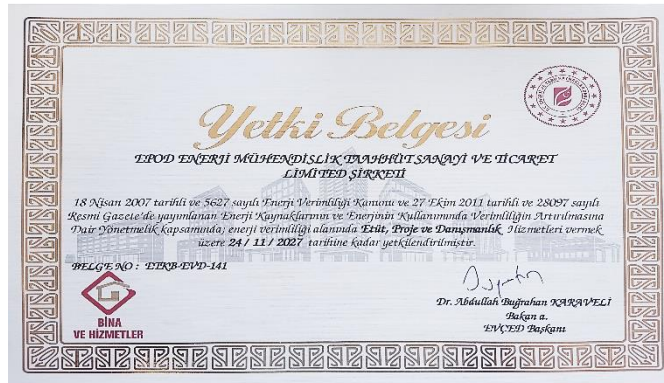 Yetki Belgesi
EPOD ENERJİ MÜHENDİSLİK TAAHHÜT SANAYİ VE TİCARET
LİMİTED ŞİRKETİ
18 Nisan 2007 tarihli ve 5627 sayılı Enerji Verimliliği Kanunu ve 27 Ekim 2011 tarihli ve 28097 sayılı
Resmi Gazete'de yayımlanan Enerji Kaynaklarının ve Enerjinin Kullanımında Verimliliğin Artırılmasına
Dair Yönetmelik kapsamında; enerji verimliliği alanında Etüt, Proje ve Danışmanlık Hizmetleri vermek
üzere 24 / 11 / 2027 tarihine kadar yetkilendirilmiştir.
BELGE NO : ETKB-EVD-141
BİNA
VE HİZMETLER
Dr. Abdullah Buğrahan KARAVELİ
Bakan a.
EVÇED Başkanı